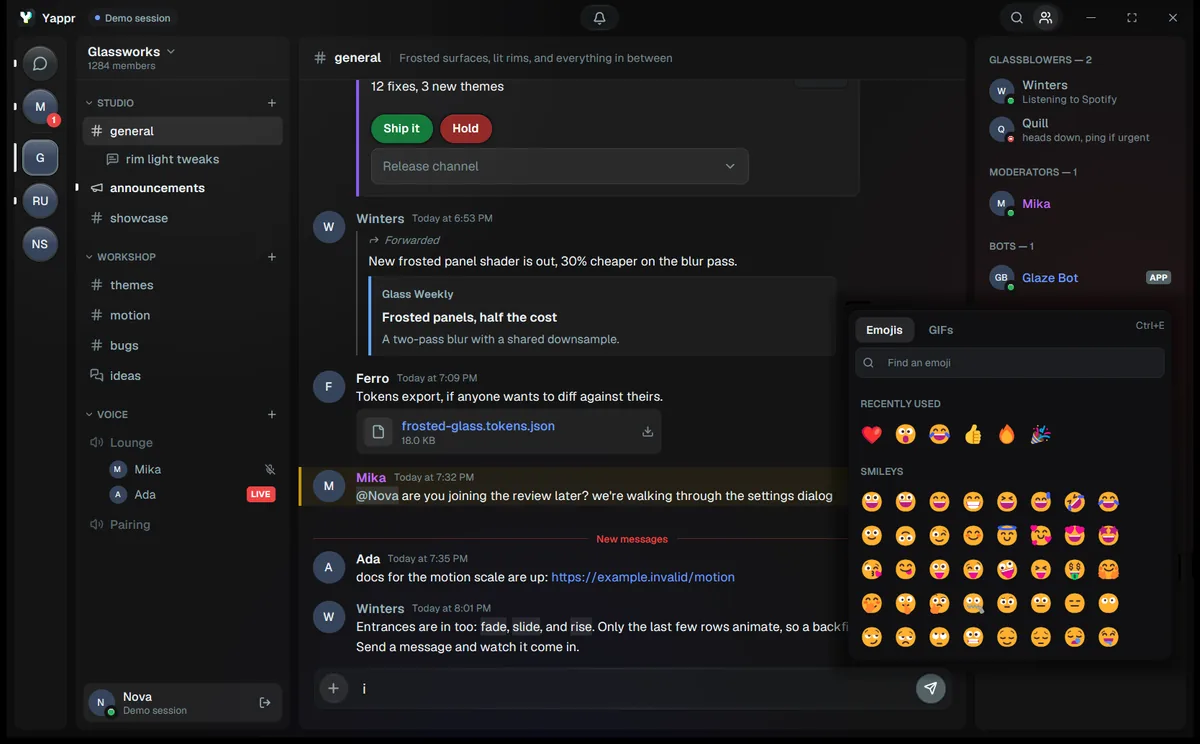 Yappr
Demo session
M
1
G
RU
NS
Glassworks
1284 members
STUDIO
general
rim light tweaks
announcements
showcase
WORKSHOP
themes
motion
bugs
ideas
VOICE
Lounge
M Mika
A Ada LIVE
Pairing
N Nova
Demo session
# general Frosted surfaces, lit rims, and everything in between
12 fixes, 3 new themes
Ship it Hold
Release channel
W Winters Today at 6:53 PM
Forwarded
New frosted panel shader is out, 30% cheaper on the blur pass.
Glass Weekly
Frosted panels, half the cost
A two-pass blur with a shared downsample.
F Ferro Today at 7:09 PM
Tokens export, if anyone wants to diff against theirs.
frosted-glass.tokens.json
18.0 KB
M Mika Today at 7:32 PM
@Nova are you joining the review later? we're walking through the settings dialog
New messages
A Ada Today at 7:35 PM
docs for the motion scale are up: https://example.invalid/motion
W Winters Today at 8:01 PM
Entrances are in too: fade, slide, and rise. Only the last few rows animate, so a backfi
Send a message and watch it come in.
i
GLASSBLOWERS — 2
W Winters
Listening to Spotify
Q Quill
heads down, ping if urgent
MODERATORS — 1
M Mika
BOTS — 1
GB Glaze Bot APP
Emojis GIFs Ctrl+E
Find an emoji
RECENTLY USED
SMILEYS